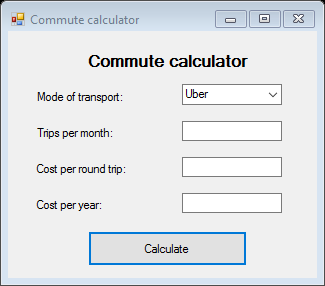 Commute calculator
Commute calculator
Mode of transport: Uber
Trips per month:
Cost per round trip:
Cost per year:
Calculate